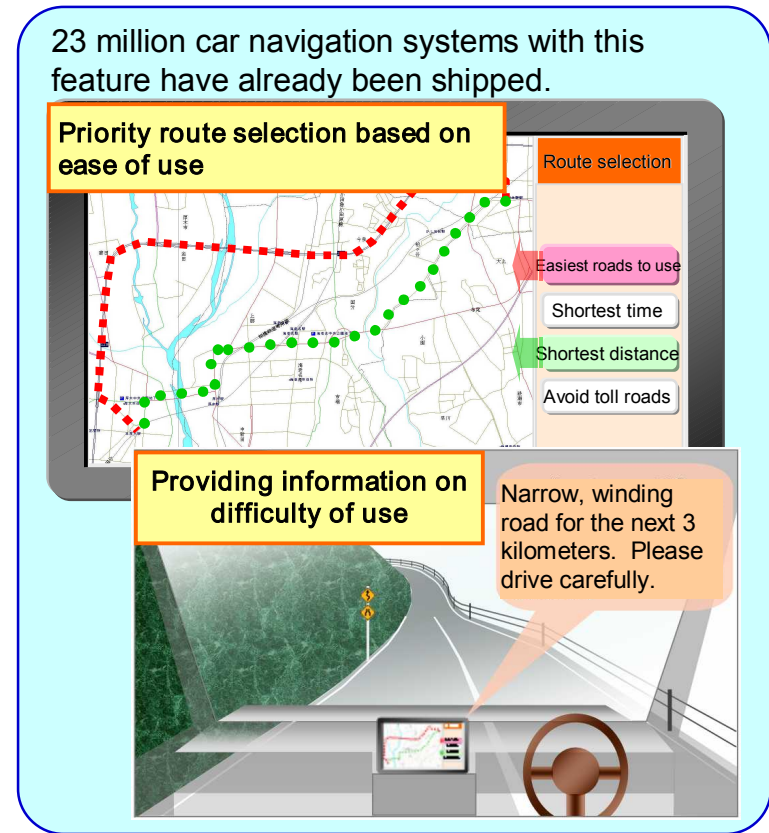 23 million car navigation systems with this
feature have already been shipped.
Priority route selection based on
ease of use
Route selection
Easiest roads to use
Shortest time
Shortest distance
Avoid toll roads
Providing information on
difficulty of use
Narrow, winding
road for the next 3
kilometers.  Please
drive carefully.